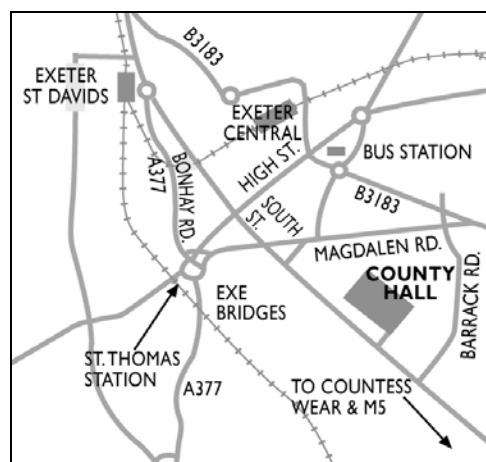 B3183
EXETER
ST DAVIDS
EXETER
CENTRAL
A377
BONHAY RD.
HIGH ST.
BUS STATION
SOUTH
ST.
B3183
MAGDALEN RD.
COUNTY
HALL
BARRACK RD.
EXE
BRIDGES
ST. THOMAS
STATION
A377
TO COUNTESS
WEAR & M5